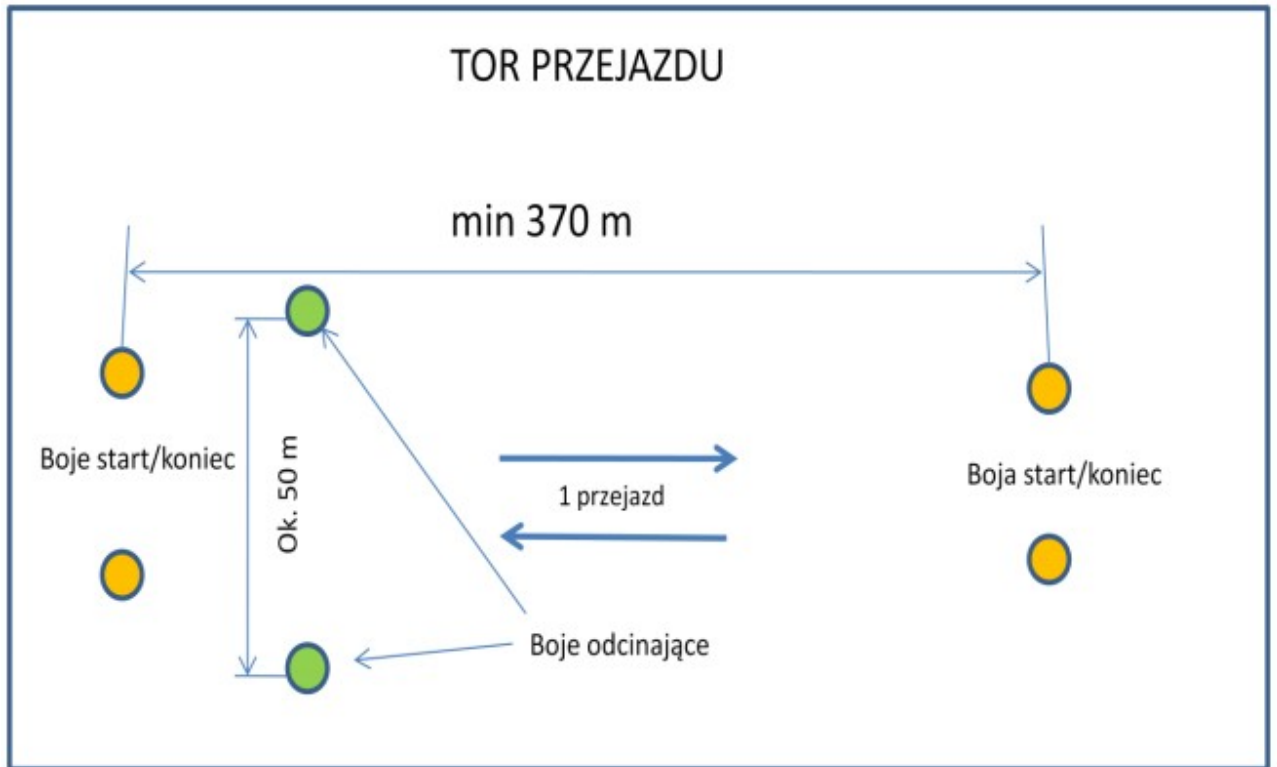 TOR PRZEJAZDU
min 370 m
Boje start/koniec
Ok. 50 m
1 przejazd
Boja start/koniec
Boje odcinające